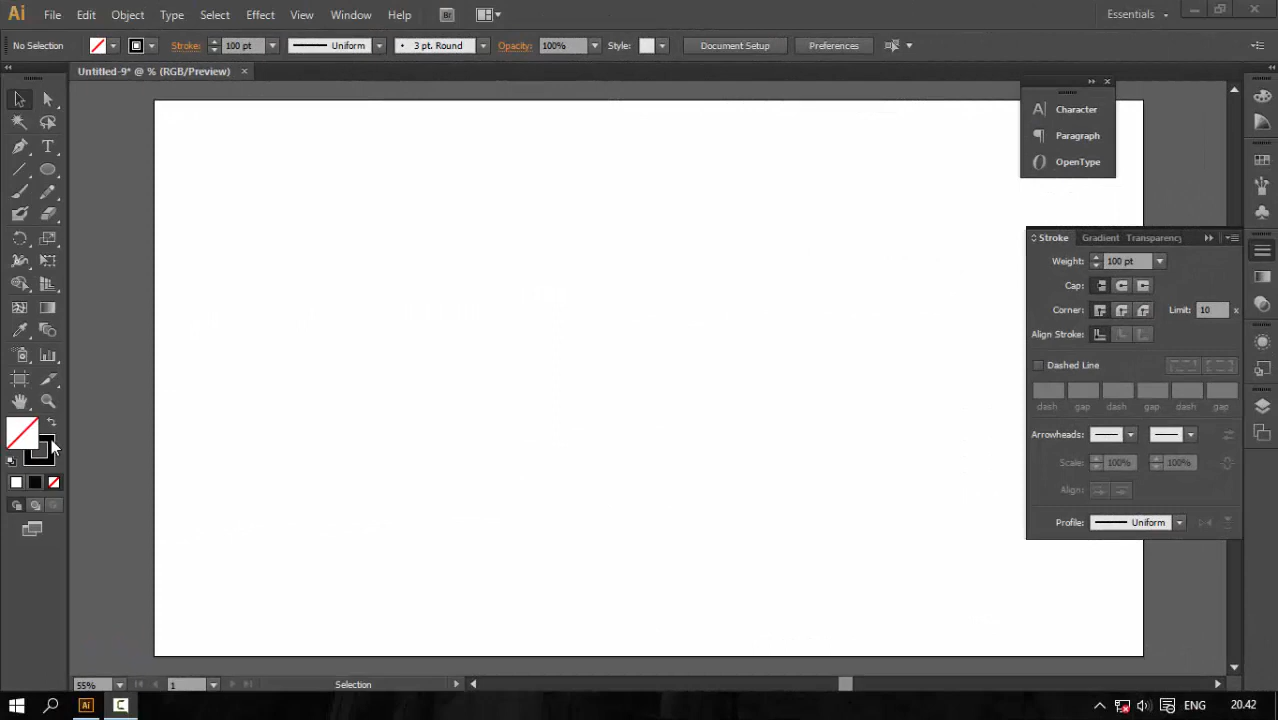 Ai File Edit Object Type Select Effect View Window Help Br Essentials
No Selection Stroke: 100 pt Uniform 3 pt. Round Opacity: 100% Style: Document Setup Preferences
Untitled-9* @ % (RGB/Preview)
Character
Paragraph
OpenType
Stroke Gradient Transparency
Weight: 100 pt
Cap:
Corner: Limit: 10 x
Align Stroke:
Dashed Line
dash gap dash gap dash gap
Arrowheads:
Scale: 100% 100%
Align:
Profile: Uniform
55% 1 Selection
Ai C ENG 20.42